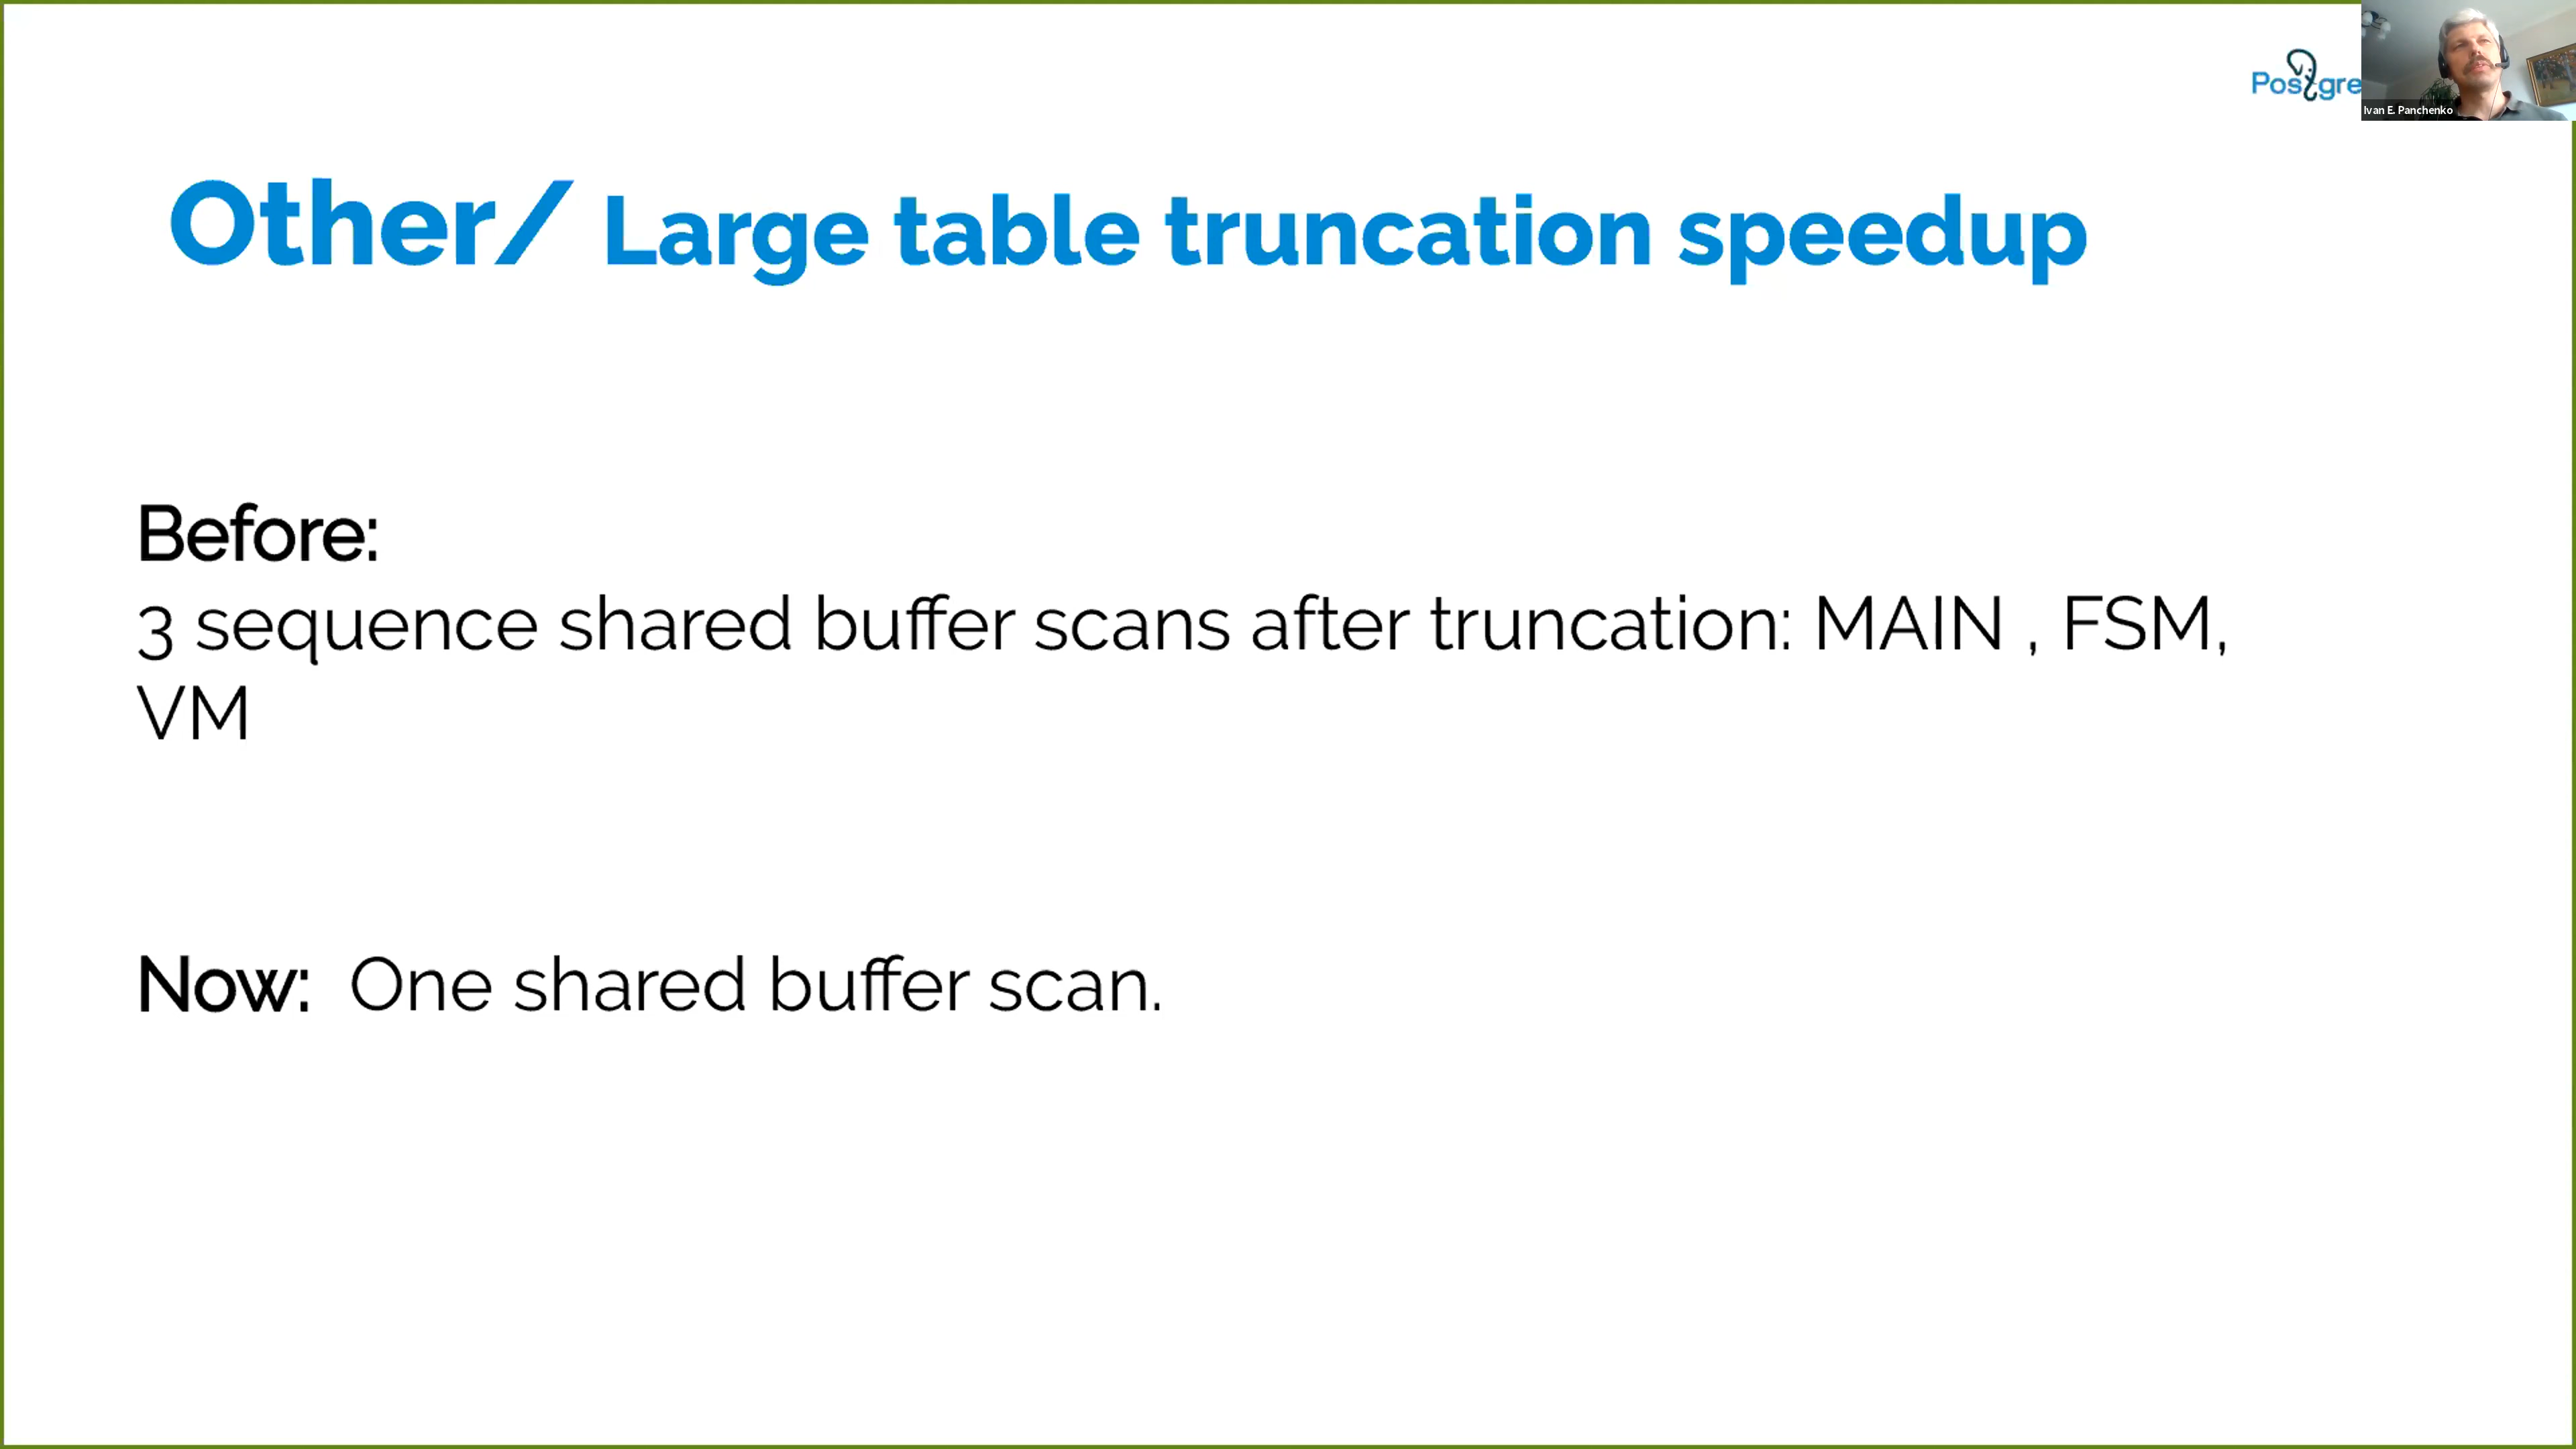 Postgre
Ivan E. Panchenko
Other/ Large table truncation speedup
Before:
3 sequence shared buffer scans after truncation: MAIN , FSM,
VM
Now: One shared buffer scan.